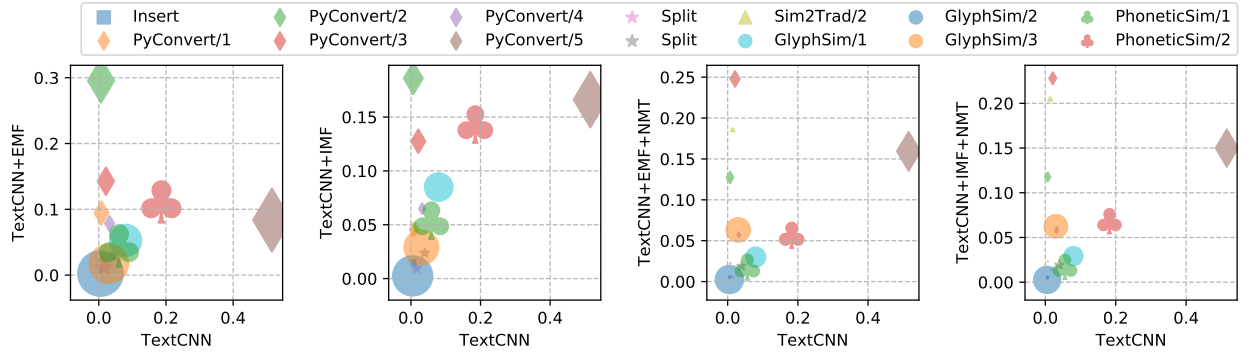 Insert PyConvert/2 PyConvert/4 Split Sim2Trad/2 GlyphSim/2 PhoneticSim/1
PyConvert/1 PyConvert/3 PyConvert/5 Split GlyphSim/1 GlyphSim/3 PhoneticSim/2
TextCNN+EMF
0.3
0.2
0.1
0.0
0.0 0.2 0.4
TextCNN
TextCNN+IMF
0.15
0.10
0.05
0.00
0.0 0.2 0.4
TextCNN
TextCNN+EMF+NMT
0.25
0.20
0.15
0.10
0.05
0.00
0.0 0.2 0.4
TextCNN
TextCNN+IMF+NMT
0.20
0.15
0.10
0.05
0.00
0.0 0.2 0.4
TextCNN